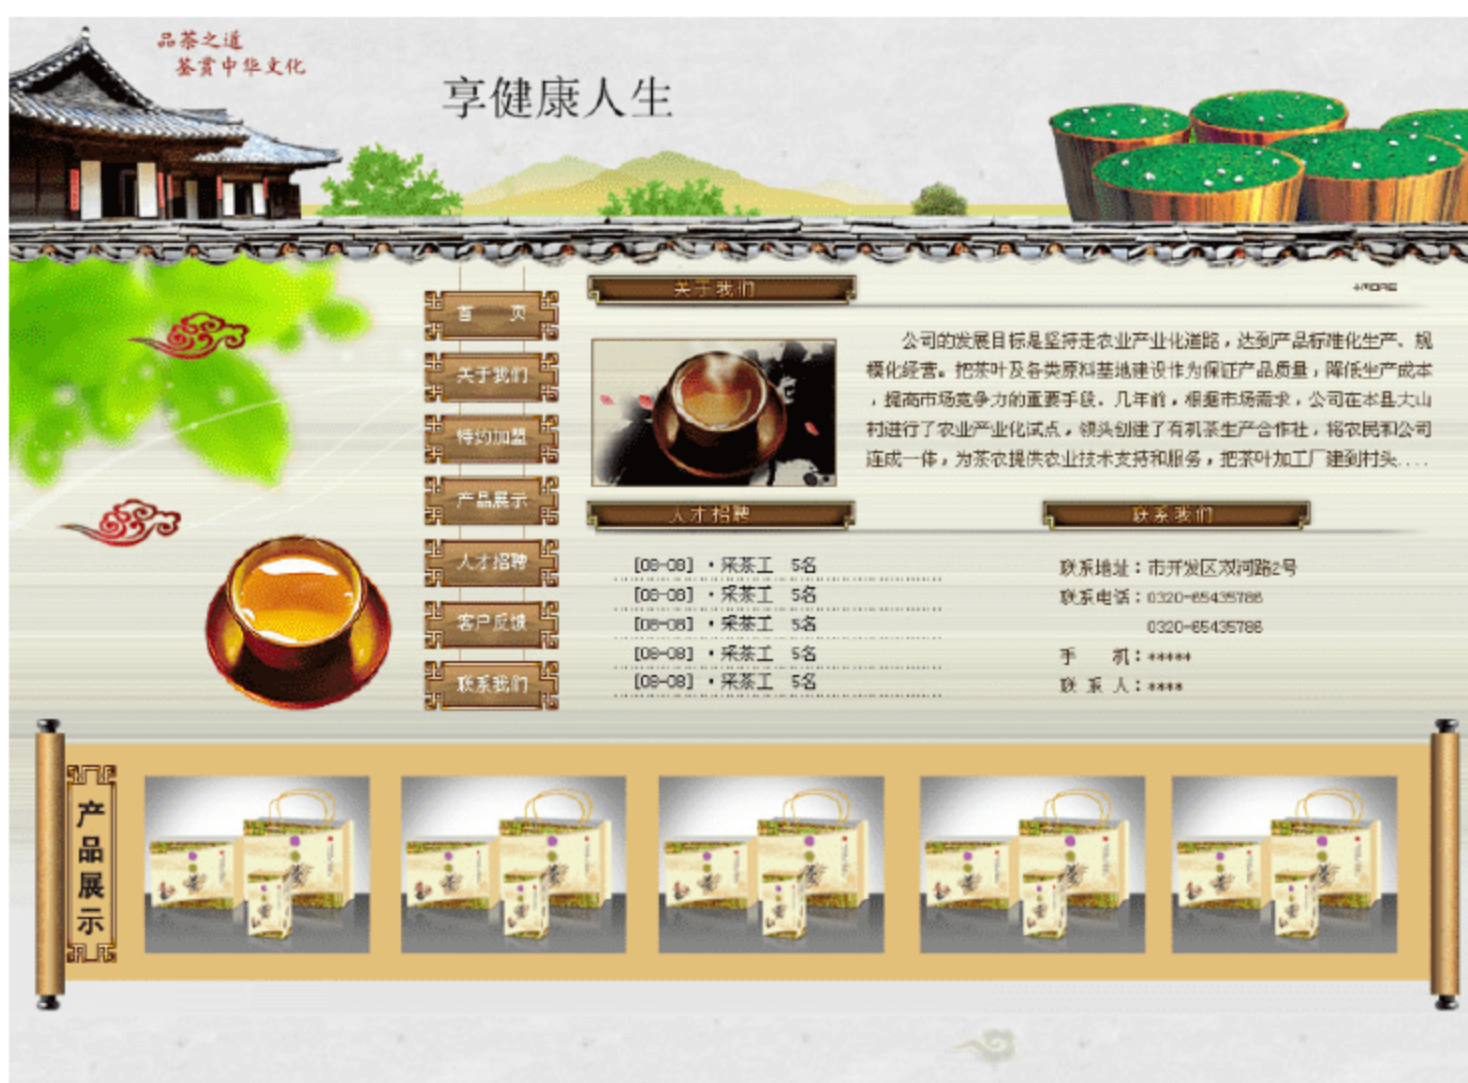 品茶之道
鉴赏中华文化
享健康人生
首 页
关于我们
特约加盟
产品展示
人才招聘
客户反馈
联系我们
关于我们
+MORE
公司的发展目标是坚持走农业产业化道路，达到产品标准化生产、规
模化经营。把茶叶及各类原料基地建设作为保证产品质量，降低生产成本
，提高市场竞争力的重要手段。几年前，根据市场需求，公司在本县大山
村进行了农业产业化试点，领头创建了有机茶生产合作社，将农民和公司
连成一体，为茶农提供农业技术支持和服务，把茶叶加工厂建到村头....
人才招聘
[08-08] ·采茶工 5名
[08-08] ·采茶工 5名
[08-08] ·采茶工 5名
[08-08] ·采茶工 5名
[08-08] ·采茶工 5名
联系我们
联系地址：市开发区双河路2号
联系电话：0320-65435786
0320-65435786
手 机：*****
联 系 人：****
产品展示